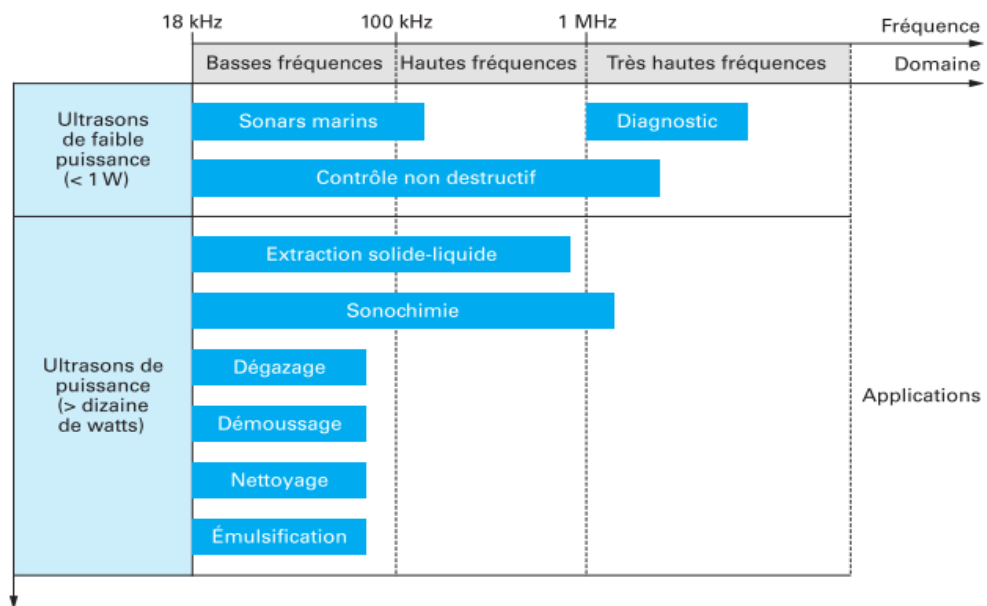 18 kHz 100 kHz 1 MHz
Fréquence
Basses fréquences Hautes fréquences Très hautes fréquences Domaine
Ultrasons
de faible
puissance
(< 1 W)
Sonars marins Diagnostic
Contrôle non destructif
Ultrasons de
puissance
(> dizaine
de watts)
Extraction solide-liquide
Sonochimie
Dégazage
Démoussage
Nettoyage
Émulsification
Applications